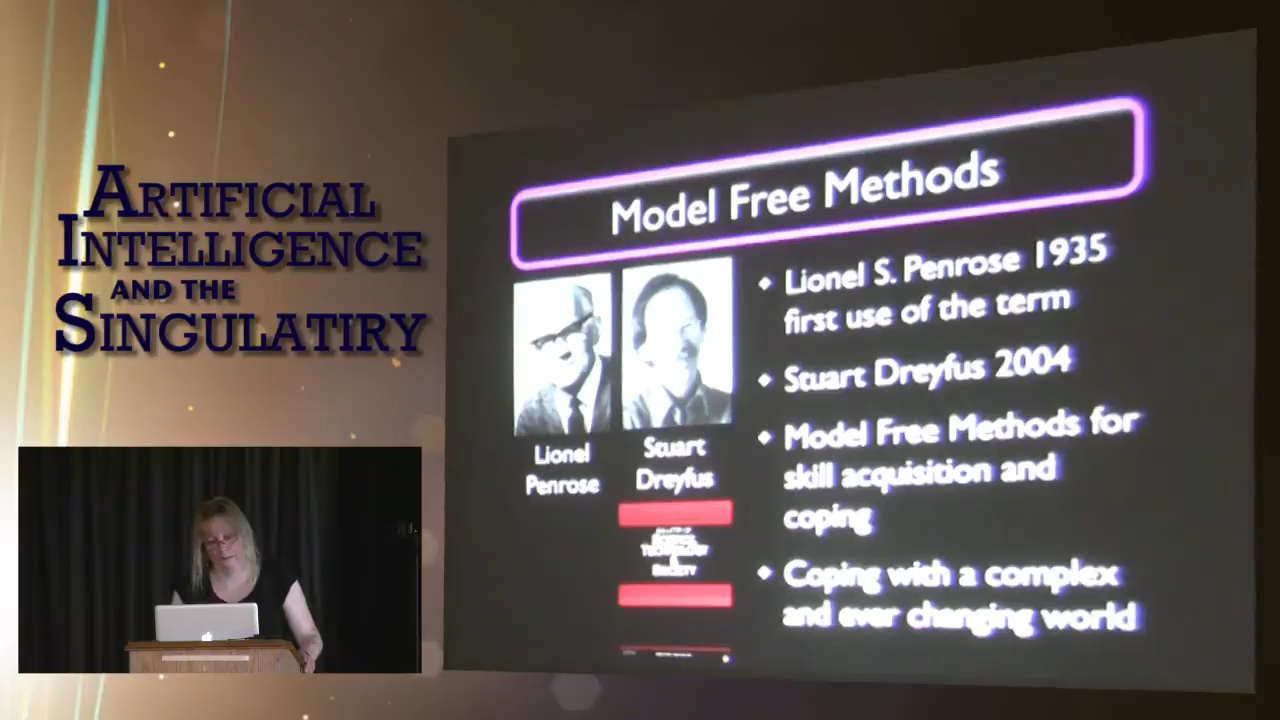 ARTIFICIAL
INTELLIGENCE
AND THE
SINGULATIRY
Model Free Methods
Lionel S. Penrose 1935
first use of the term
Stuart Dreyfus 2004
Model Free Methods for
skill acquisition and
coping
Coping with a complex
and ever changing world
Lionel
Penrose
Stuart
Dreyfus
TECHNOLOGY
SOCIETY